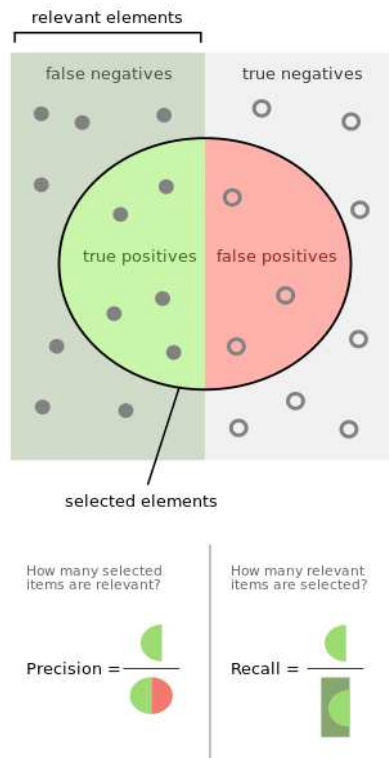 relevant elements
false negatives
true negatives
true positives
false positives
selected elements
How many selected
items are relevant?
How many relevant
items are selected?
Precision =
Recall =